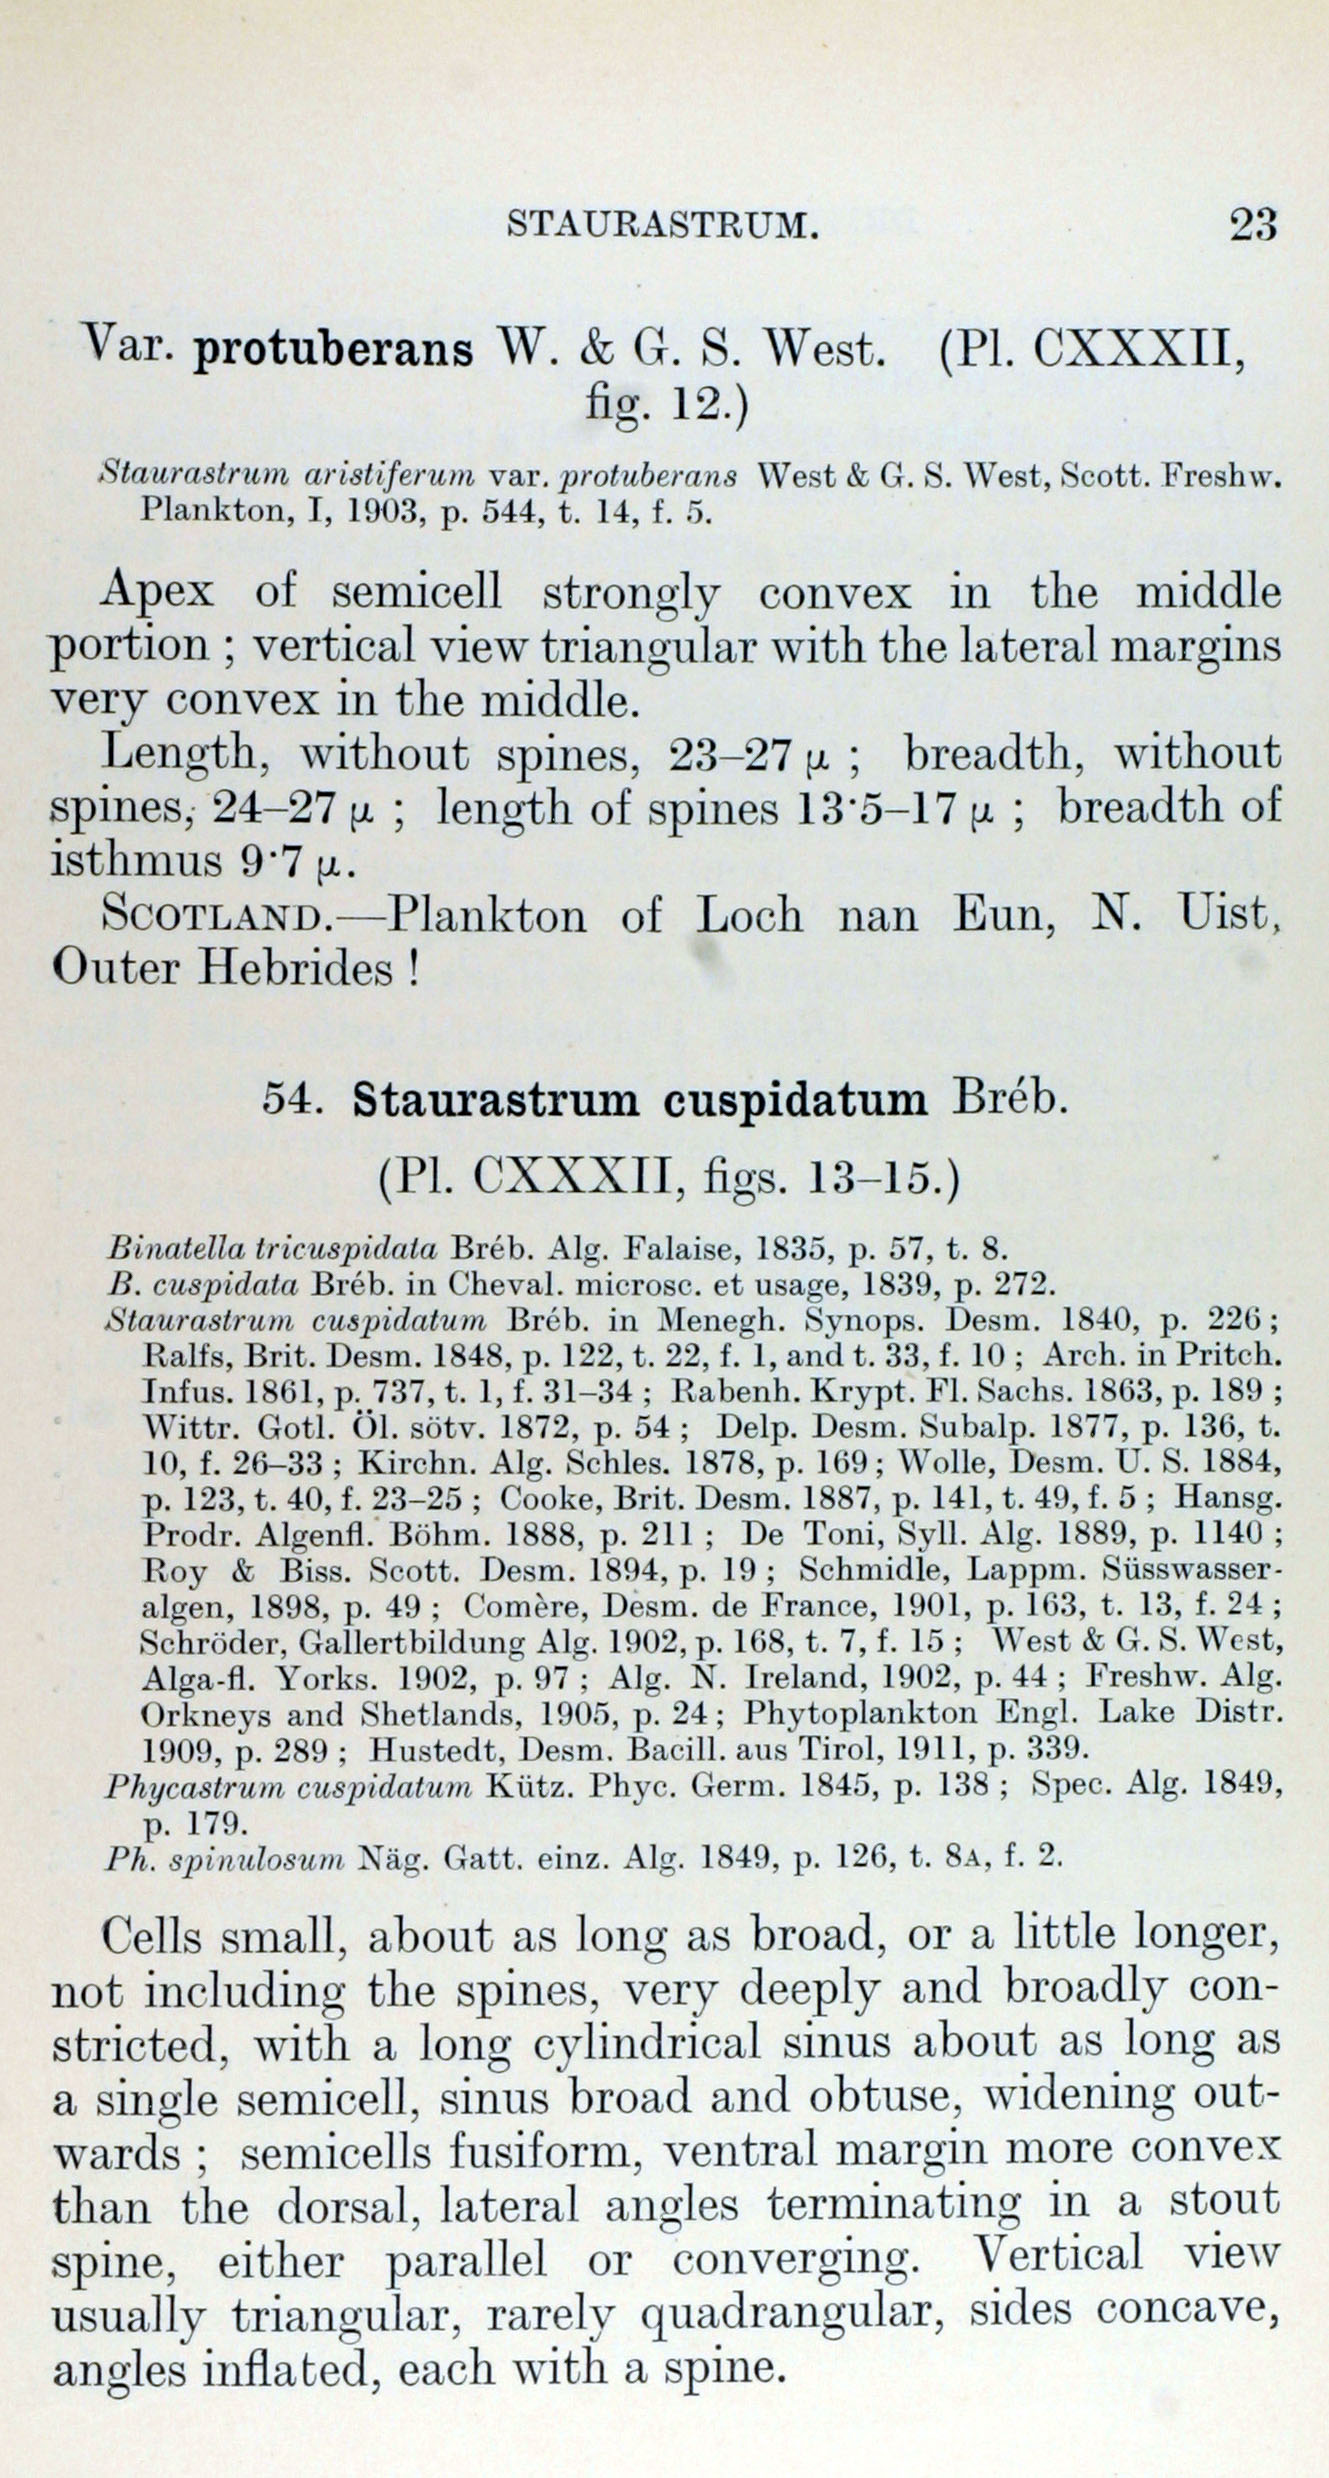 STAURASTRUM. 23
Var. protuberans W. & G. S. West. (Pl. CXXXII,
fig. 12.)
Staurastrum aristiferum var. protuberans West & G. S. West, Scott. Freshw.
Plankton, I, 1903, p. 544, t. 14, f. 5.
Apex of semicell strongly convex in the middle
portion ; vertical view triangular with the lateral margins
very convex in the middle.
Length, without spines, 23–27 μ ; breadth, without
spines, 24–27 μ ; length of spines 13·5–17 μ ; breadth of
isthmus 9·7 μ.
SCOTLAND.—Plankton of Loch nan Eun, N. Uist,
Outer Hebrides !
54. Staurastrum cuspidatum Bréb.
(Pl. CXXXII, figs. 13–15.)
Binatella tricuspidata Bréb. Alg. Falaise, 1835, p. 57, t. 8.
B. cuspidata Bréb. in Cheval. microsc. et usage, 1839, p. 272.
Staurastrum cuspidatum Bréb. in Menegh. Synops. Desm. 1840, p. 226 ;
Ralfs, Brit. Desm. 1848, p. 122, t. 22, f. 1, and t. 33, f. 10 ; Arch. in Pritch.
Infus. 1861, p. 737, t. 1, f. 31–34 ; Rabenh. Krypt. Fl. Sachs. 1863, p. 189 ;
Wittr. Gotl. Öl. sötv. 1872, p. 54 ; Delp. Desm. Subalp. 1877, p. 136, t.
10, f. 26–33 ; Kirchn. Alg. Schles. 1878, p. 169 ; Wolle, Desm. U. S. 1884,
p. 123, t. 40, f. 23–25 ; Cooke, Brit. Desm. 1887, p. 141, t. 49, f. 5 ; Hansg.
Prodr. Algenfl. Böhm. 1888, p. 211 ; De Toni, Syll. Alg. 1889, p. 1140 ;
Roy & Biss. Scott. Desm. 1894, p. 19 ; Schmidle, Lappm. Süsswasser-
algen, 1898, p. 49 ; Comère, Desm. de France, 1901, p. 163, t. 13, f. 24 ;
Schröder, Gallertbildung Alg. 1902, p. 168, t. 7, f. 15 ; West & G. S. West,
Alga-fl. Yorks. 1902, p. 97 ; Alg. N. Ireland, 1902, p. 44 ; Freshw. Alg.
Orkneys and Shetlands, 1905, p. 24 ; Phytoplankton Engl. Lake Distr.
1909, p. 289 ; Hustedt, Desm. Bacill. aus Tirol, 1911, p. 339.
Phycastrum cuspidatum Kütz. Phyc. Germ. 1845, p. 138 ; Spec. Alg. 1849,
p. 179.
Ph. spinulosum Näg. Gatt. einz. Alg. 1849, p. 126, t. 8A, f. 2.
Cells small, about as long as broad, or a little longer,
not including the spines, very deeply and broadly con-
stricted, with a long cylindrical sinus about as long as
a single semicell, sinus broad and obtuse, widening out-
wards ; semicells fusiform, ventral margin more convex
than the dorsal, lateral angles terminating in a stout
spine, either parallel or converging. Vertical view
usually triangular, rarely quadrangular, sides concave,
angles inflated, each with a spine.